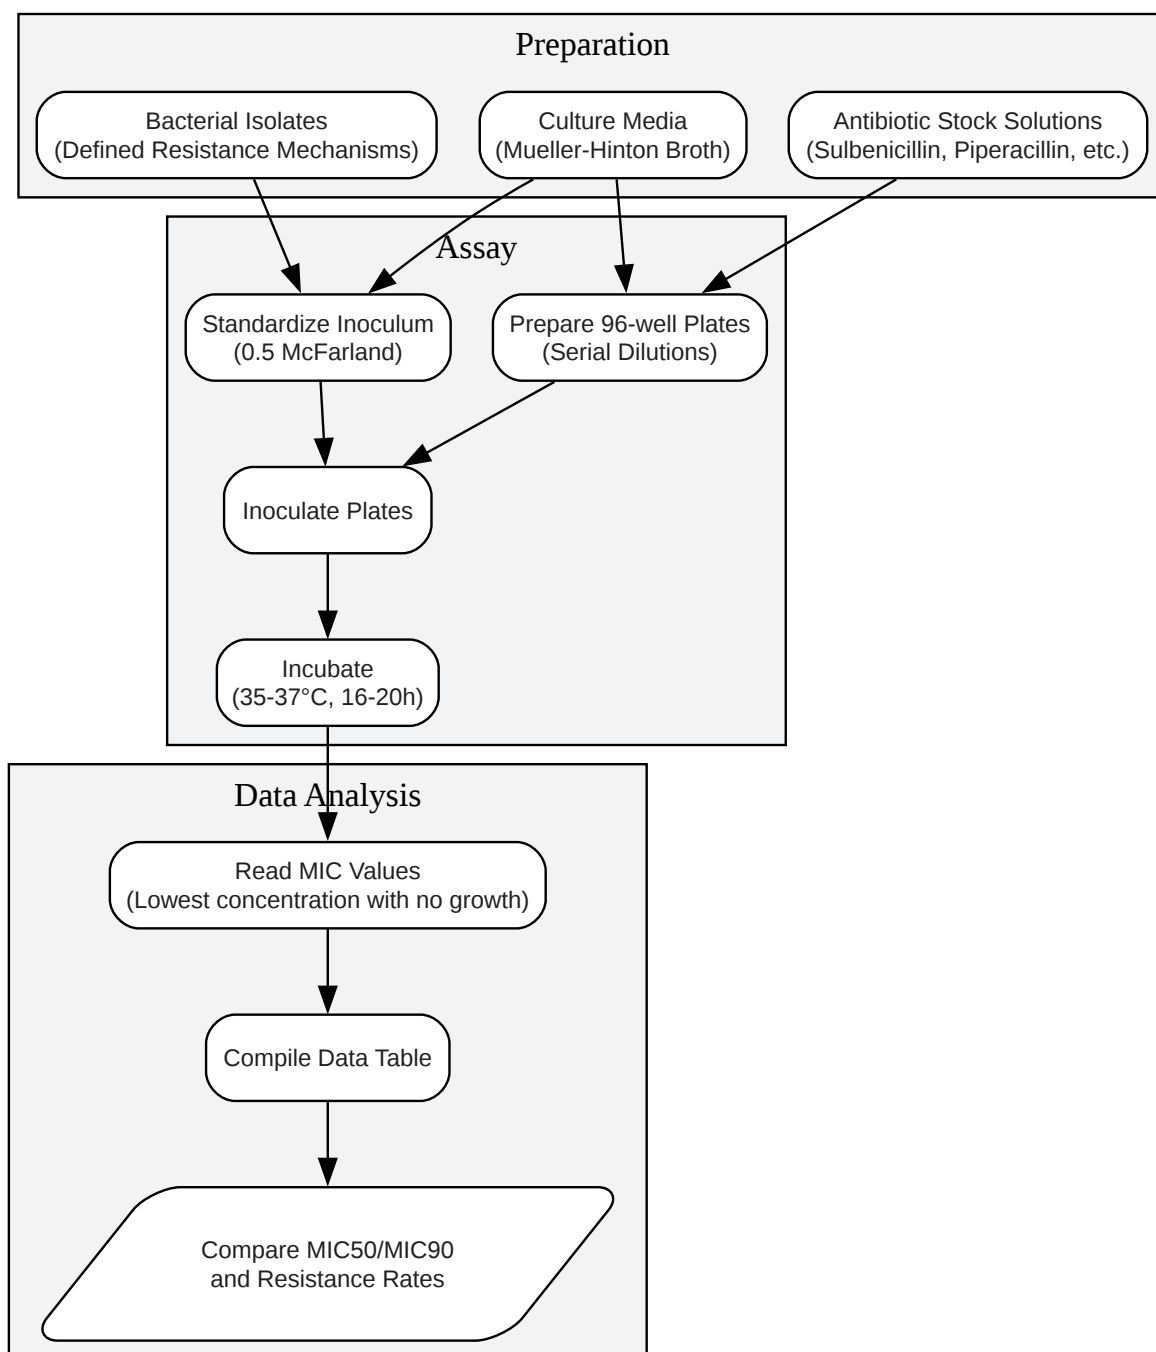 Preparation
Bacterial Isolates
(Defined Resistance Mechanisms)
Culture Media
(Mueller-Hinton Broth)
Antibiotic Stock Solutions
(Sulbenicillin, Piperacillin, etc.)
Assay
Standardize Inoculum
(0.5 McFarland)
Prepare 96-well Plates
(Serial Dilutions)
Inoculate Plates
Incubate
(35-37°C, 16-20h)
Data Analysis
Read MIC Values
(Lowest concentration with no growth)
Compile Data Table
Compare MIC50/MIC90
and Resistance Rates